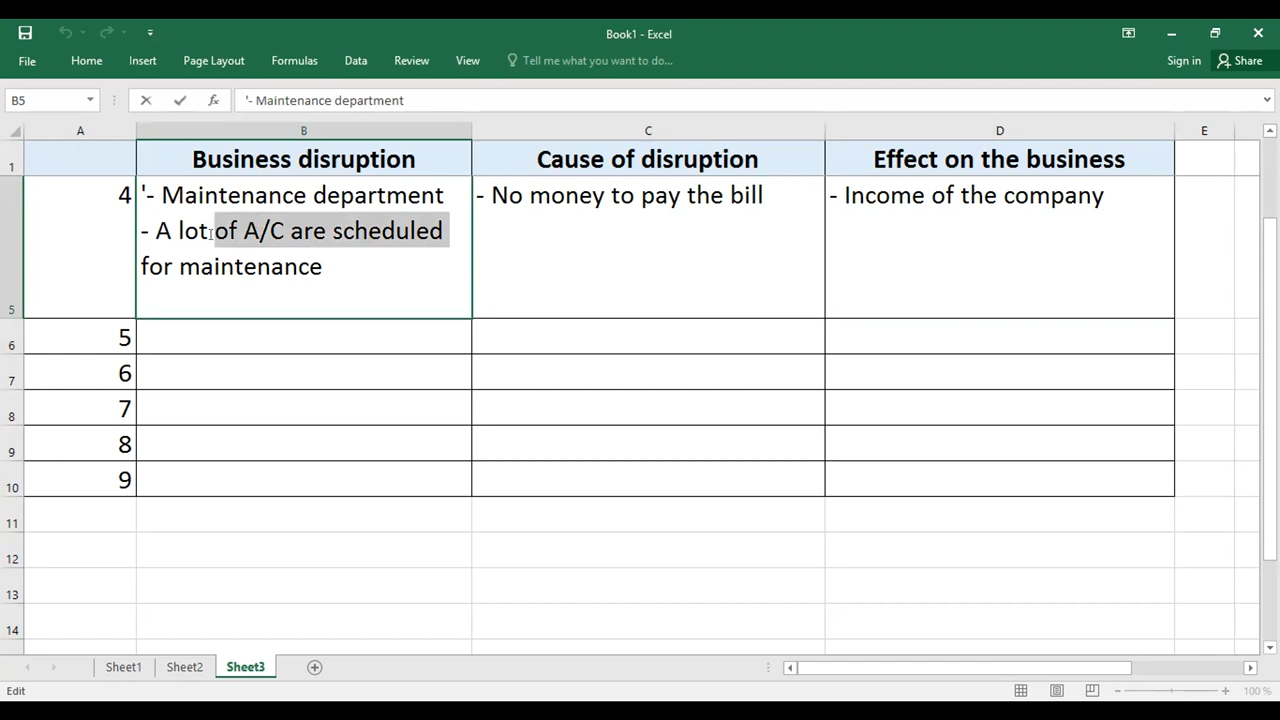 Book1 - Excel
File Home Insert Page Layout Formulas Data Review View Tell me what you want to do... Sign in Share
B5 fx '- Maintenance department
A B C D E
1 Business disruption Cause of disruption Effect on the business
4 '- Maintenance department - No money to pay the bill - Income of the company
- A lot of A/C are scheduled
for maintenance
5
6 5
7 6
8 7
9 8
10 9
11
12
13
14
Sheet1 Sheet2 Sheet3
Edit 100 %